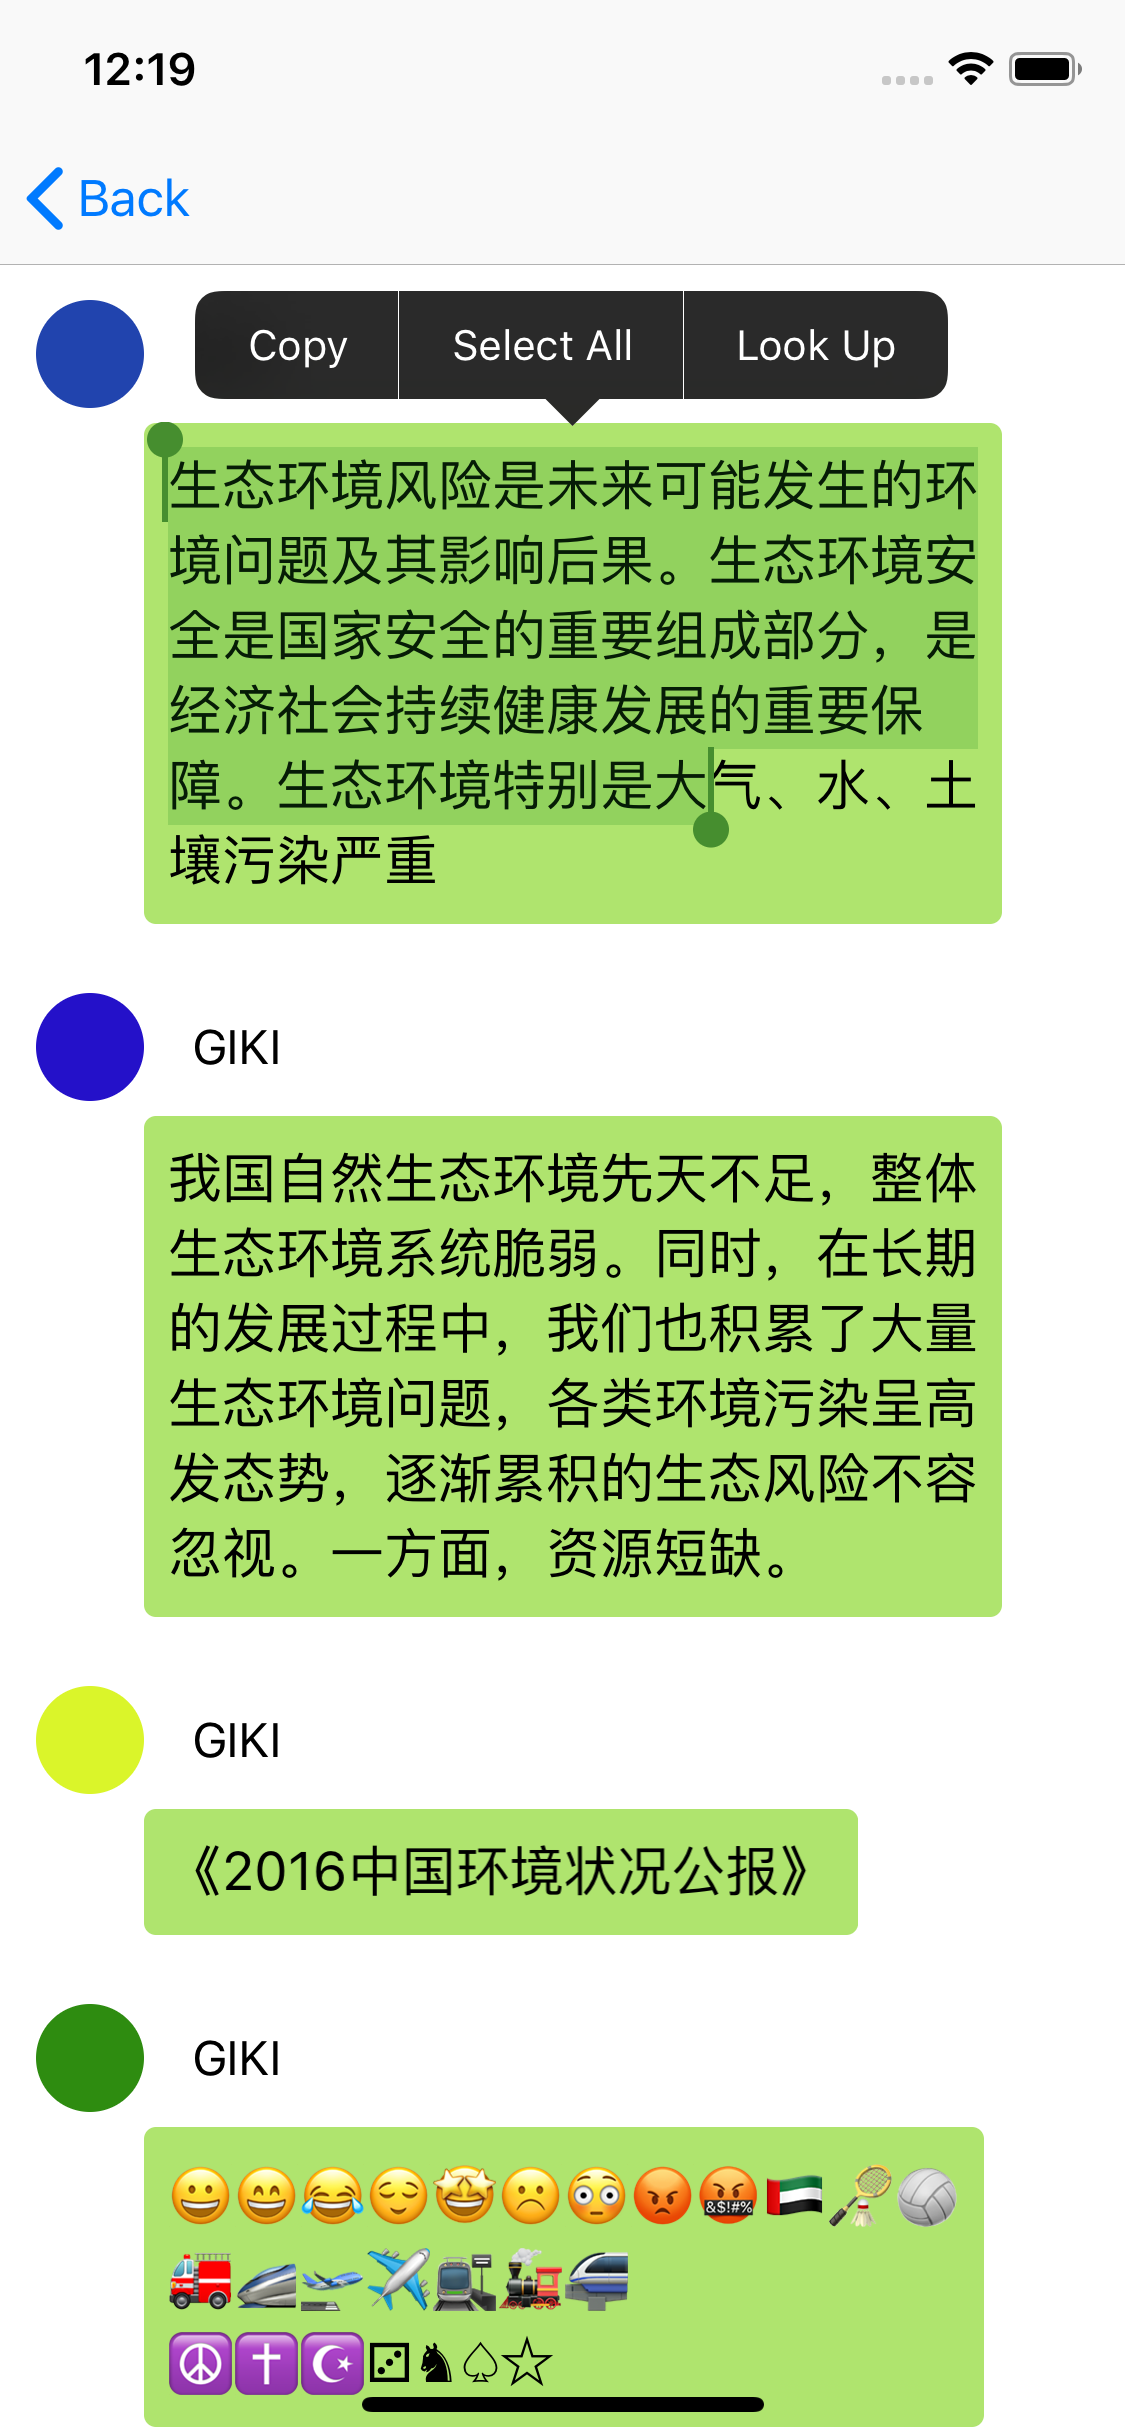 12:19
Back
Copy Select All Look Up
生态环境风险是未来可能发生的环
境问题及其影响后果。生态环境安
全是国家安全的重要组成部分，是
经济社会持续健康发展的重要保
障。生态环境特别是大气、水、土
壤污染严重
GIKI
我国自然生态环境先天不足，整体
生态环境系统脆弱。同时，在长期
的发展过程中，我们也积累了大量
生态环境问题，各类环境污染呈高
发态势，逐渐累积的生态风险不容
忽视。一方面，资源短缺。
GIKI
《2016中国环境状况公报》
GIKI
😀😄😂😌🤩☹️😳😡🤬🇦🇪🏸🏐
🚒🚄🛫✈️🚉🚂🚝
☮️✝️☪️⚂♞♤☆